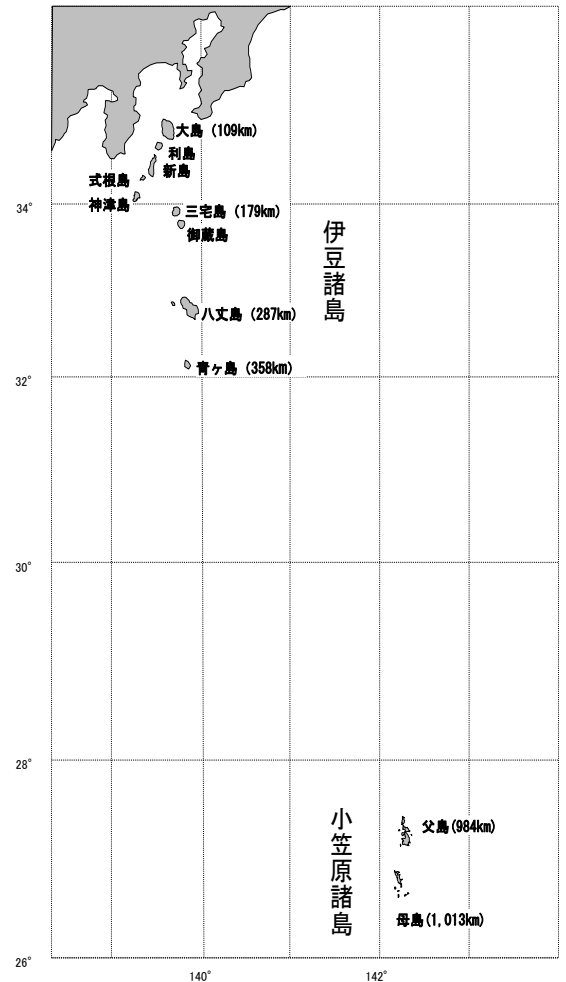 大島 (109km)
利島
新島
式根島
神津島
34°
三宅島 (179km)
御蔵島
伊豆諸島
八丈島 (287km)
青ヶ島 (358km)
32°
30°
28°
小笠原諸島
父島(984km)
母島(1,013km)
26°
140°
142°